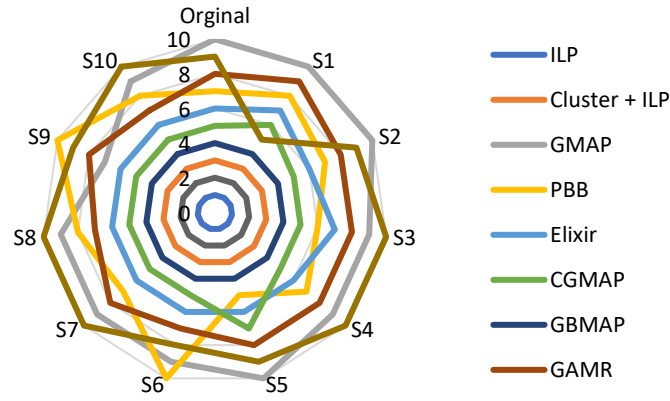 Orginal
S1
S2
S3
S4
S5
S6
S7
S8
S9
S10
10
8
6
4
2
0
ILP
Cluster + ILP
GMAP
PBB
Elixir
CGMAP
GBMAP
GAMR